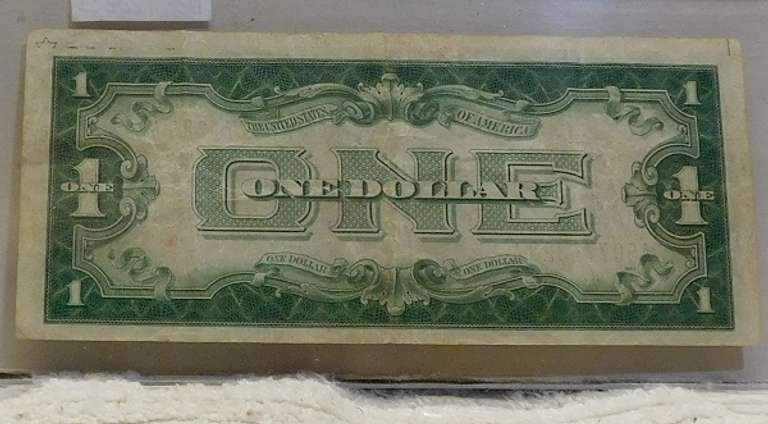 1 1
THE UNITED STATES OF AMERICA
ONE
1 ONE ONE DOLLAR 1 ONE
ONE DOLLAR ONE DOLLAR
1 1